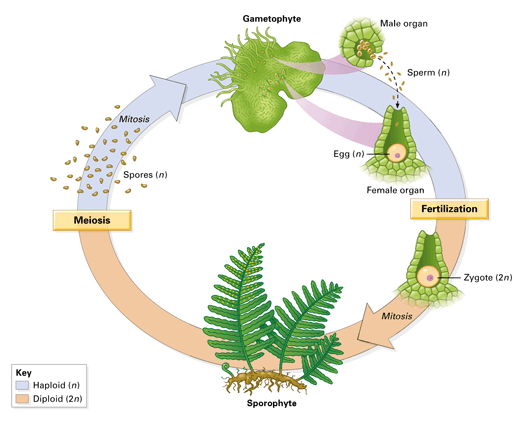 Gametophyte
Male organ
Sperm (n)
Mitosis
Egg (n)
Spores (n)
Female organ
Fertilization
Meiosis
Zygote (2n)
Mitosis
Key
Haploid (n)
Diploid (2n)
Sporophyte